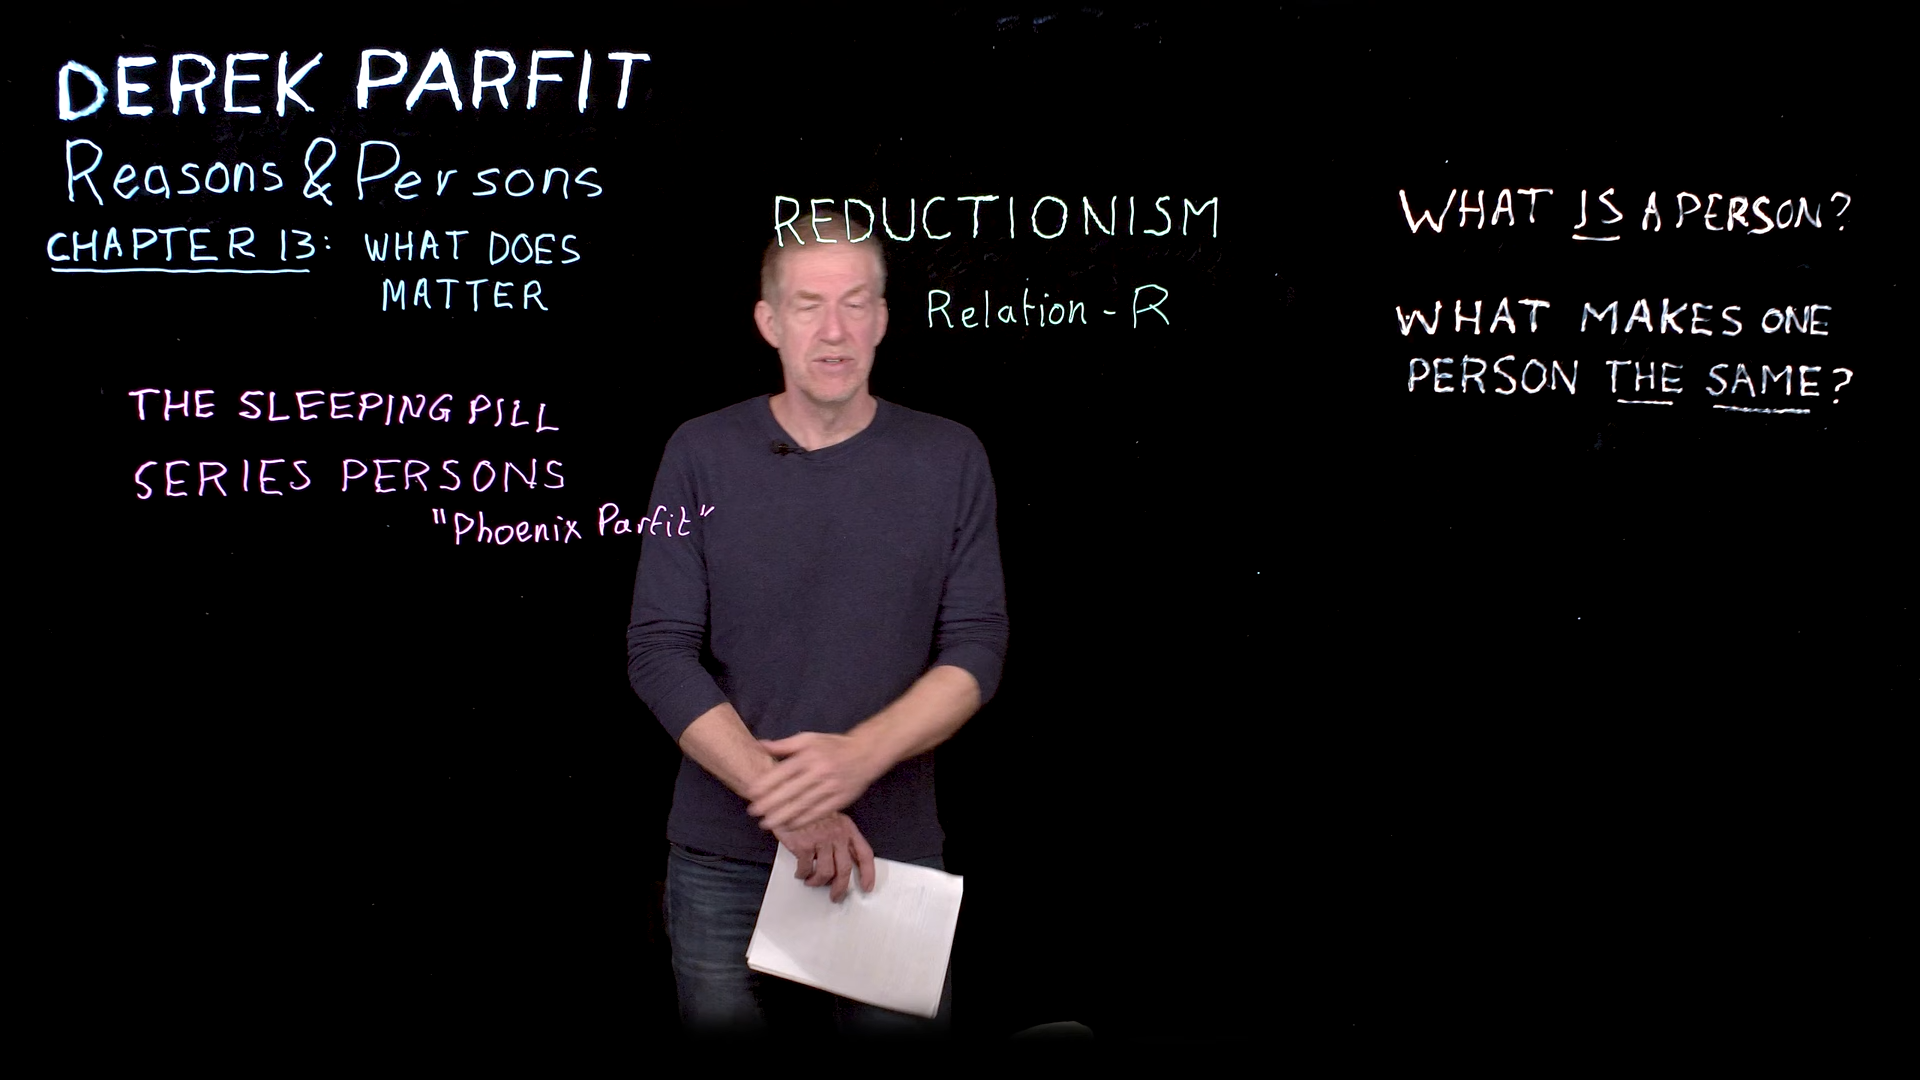 DEREK PARFIT
Reasons & Persons
CHAPTER 13: WHAT DOES
MATTER
THE SLEEPING PILL
SERIES PERSONS
"Phoenix Parfit"
REDUCTIONISM
Relation - R
WHAT IS A PERSON?
WHAT MAKES ONE
PERSON THE SAME?